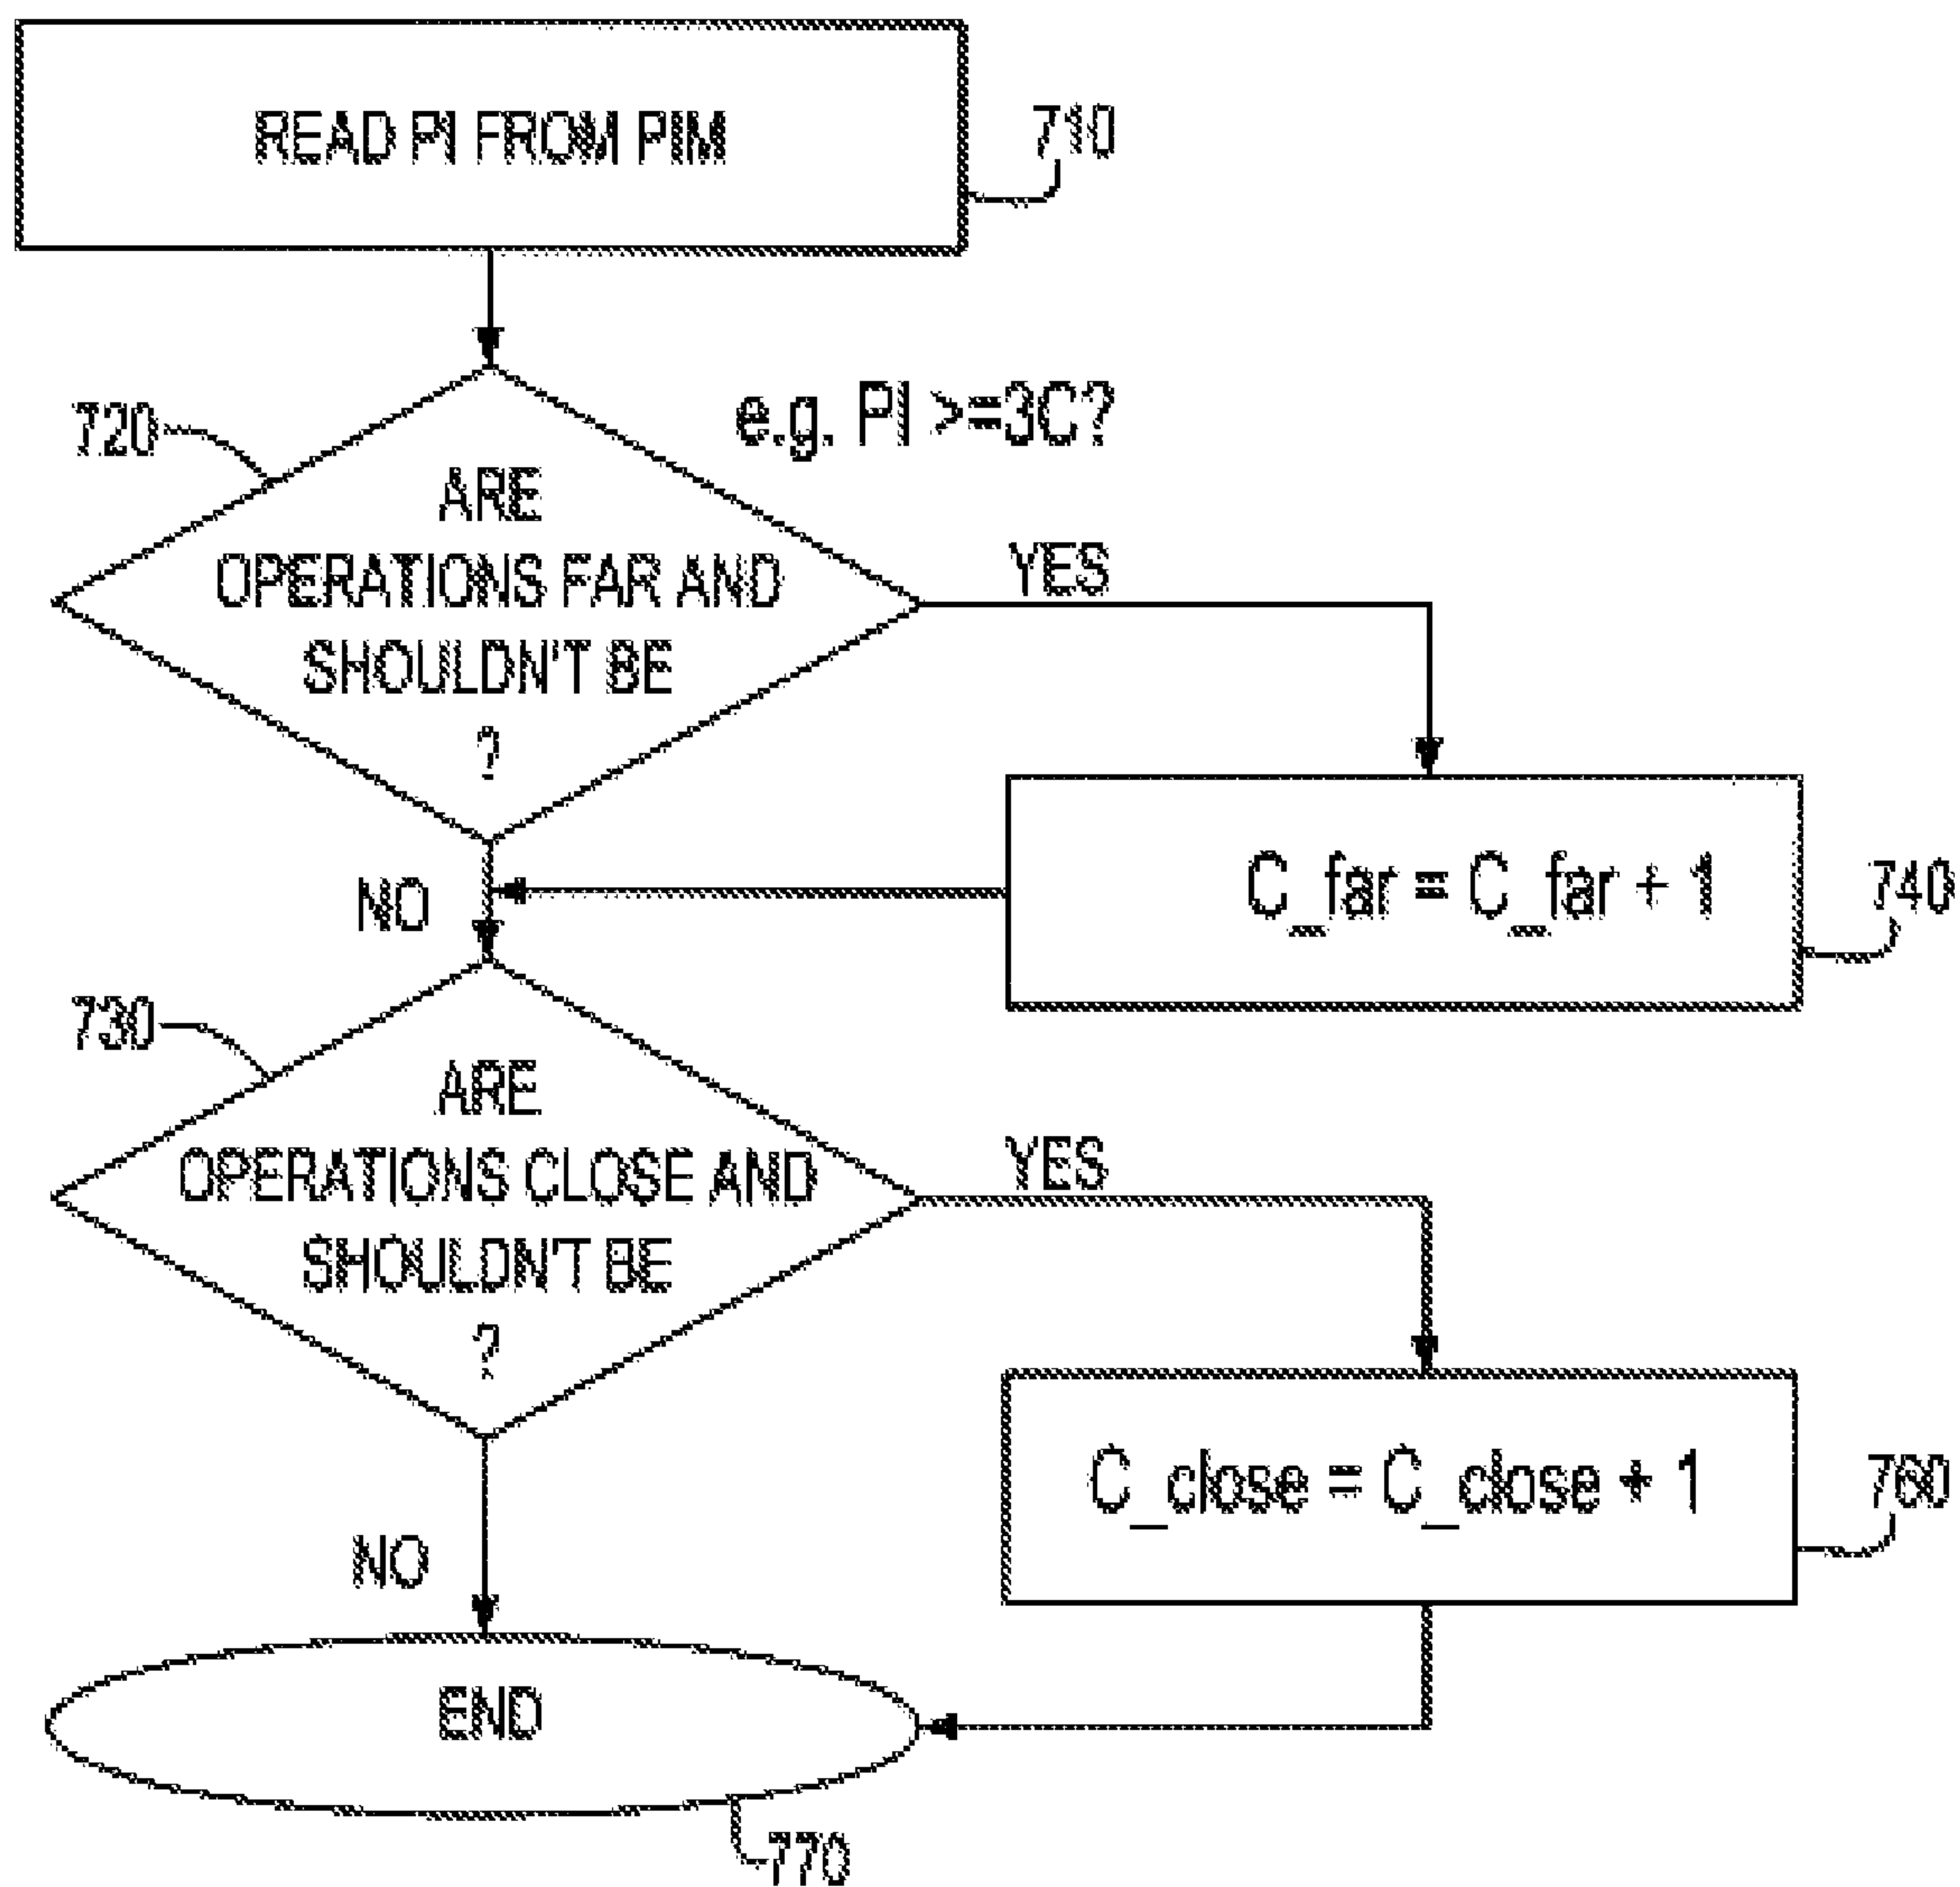 READ PI FROM PIM
710
720
e.g. PI >=3C?
ARE
OPERATIONS FAR AND
SHOULDN'T BE
?
YES
NO
C_far = C_far + 1
740
730
ARE
OPERATIONS CLOSE AND
SHOULDN'T BE
?
YES
NO
C_close = C_close + 1
760
END
770